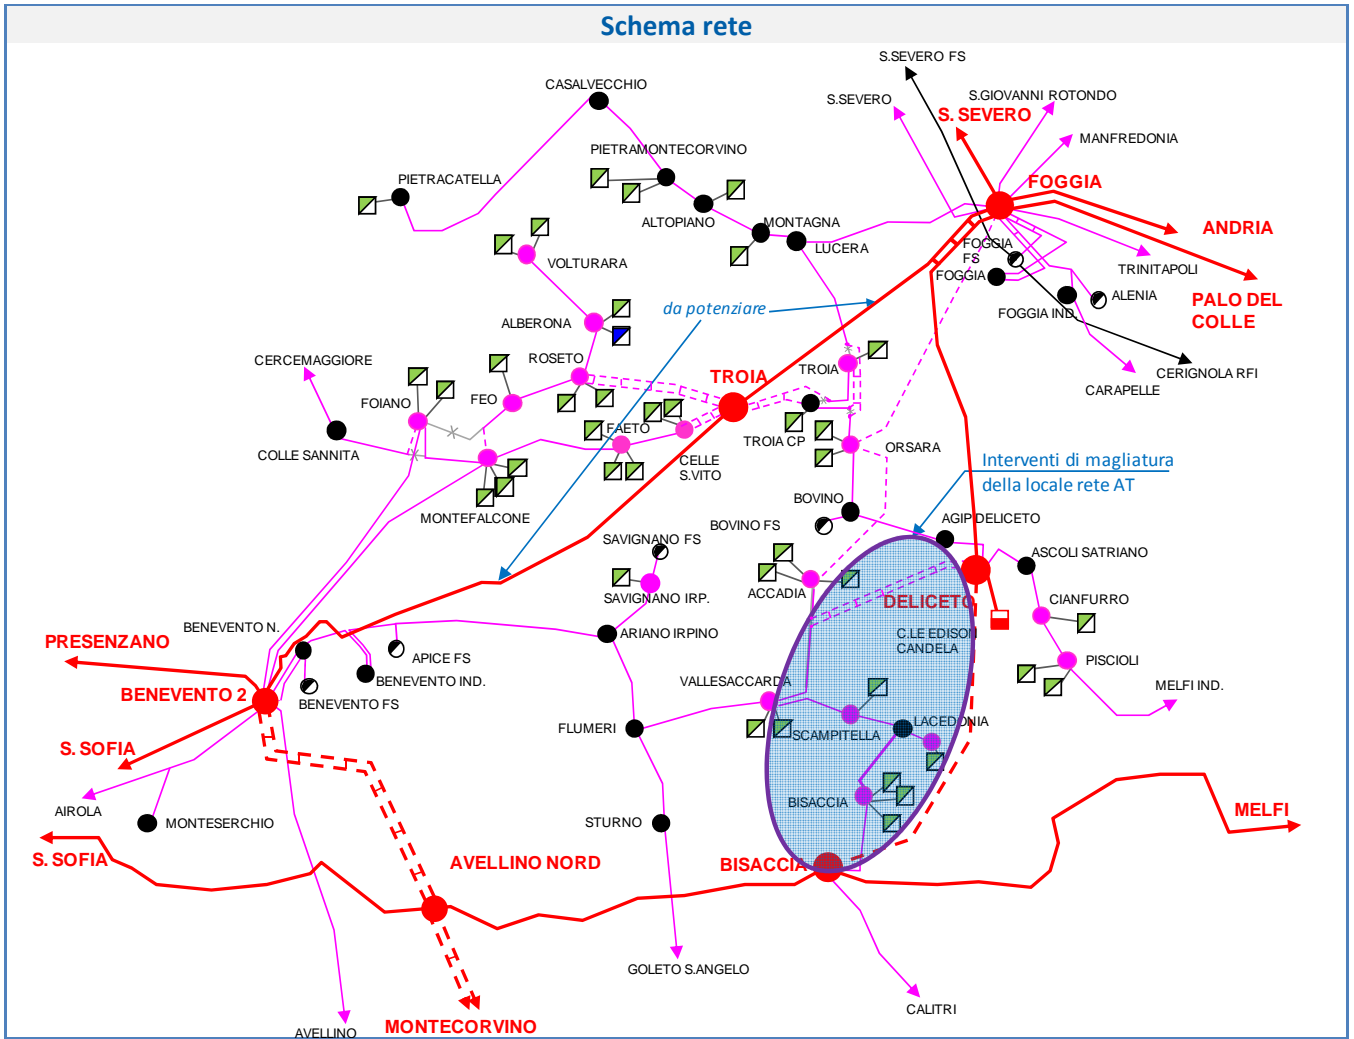 Schema rete
S.SEVERO FS
CASALVECCHIO
S.SEVERO
S.GIOVANNI ROTONDO
S. SEVERO
MANFREDONIA
PIETRAMONTECORVINO
PIETRACATELLA
FOGGIA
ALTOPIANO
MONTAGNA
LUCERA
ANDRIA
VOLTURARA
FOGGIA
FS
FOGGIA
TRINITAPOLI
ALENIA
PALO DEL
COLLE
FOGGIA IND.
da potenziare
ALBERONA
CERCEMAGGIORE
ROSETO
TROIA
TROIA
CERIGNOLA RFI
CARAPELLE
FOIANO
FEO
FAETO
TROIA CP
ORSARA
COLLE SANNITA
CELLE
S.VITO
Interventi di magliatura
della locale rete AT
MONTEFALCONE
BOVINO
AGIP DELICETO
BOVINO FS
SAVIGNANO FS
ASCOLI SATRIANO
SAVIGNANO IRP.
ACCADIA
DELICETO
CIANFURRO
BENEVENTO N.
ARIANO IRPINO
C.LE EDISON
CANDELA
PRESENZANO
APICE FS
PISCIOLI
BENEVENTO 2
BENEVENTO IND.
VALLESACCARDA
MELFI IND.
BENEVENTO FS
FLUMERI
LACEDONIA
SCAMPITELLA
S. SOFIA
BISACCIA
AIROLA
MONTESERCHIO
STURNO
MELFI
S. SOFIA
AVELLINO NORD
BISACCIA
GOLETO S.ANGELO
CALITRI
AVELLINO
MONTECORVINO